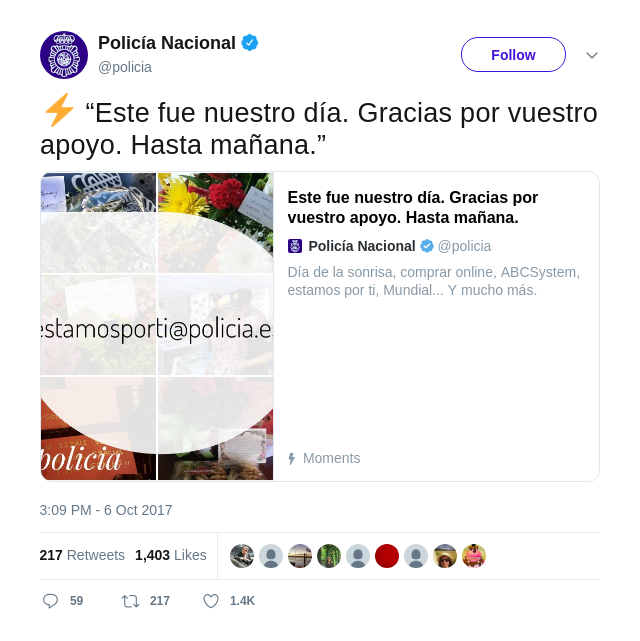 Policía Nacional
@policia
Follow
⚡ “Este fue nuestro día. Gracias por vuestro
apoyo. Hasta mañana.”
Este fue nuestro día. Gracias por
vuestro apoyo. Hasta mañana.
Policía Nacional @policia
Día de la sonrisa, comprar online, ABCSystem,
estamos por ti, Mundial... Y mucho más.
estamosporti@policia.e
policia
Moments
3:09 PM - 6 Oct 2017
217 Retweets 1,403 Likes
59 217 1.4K